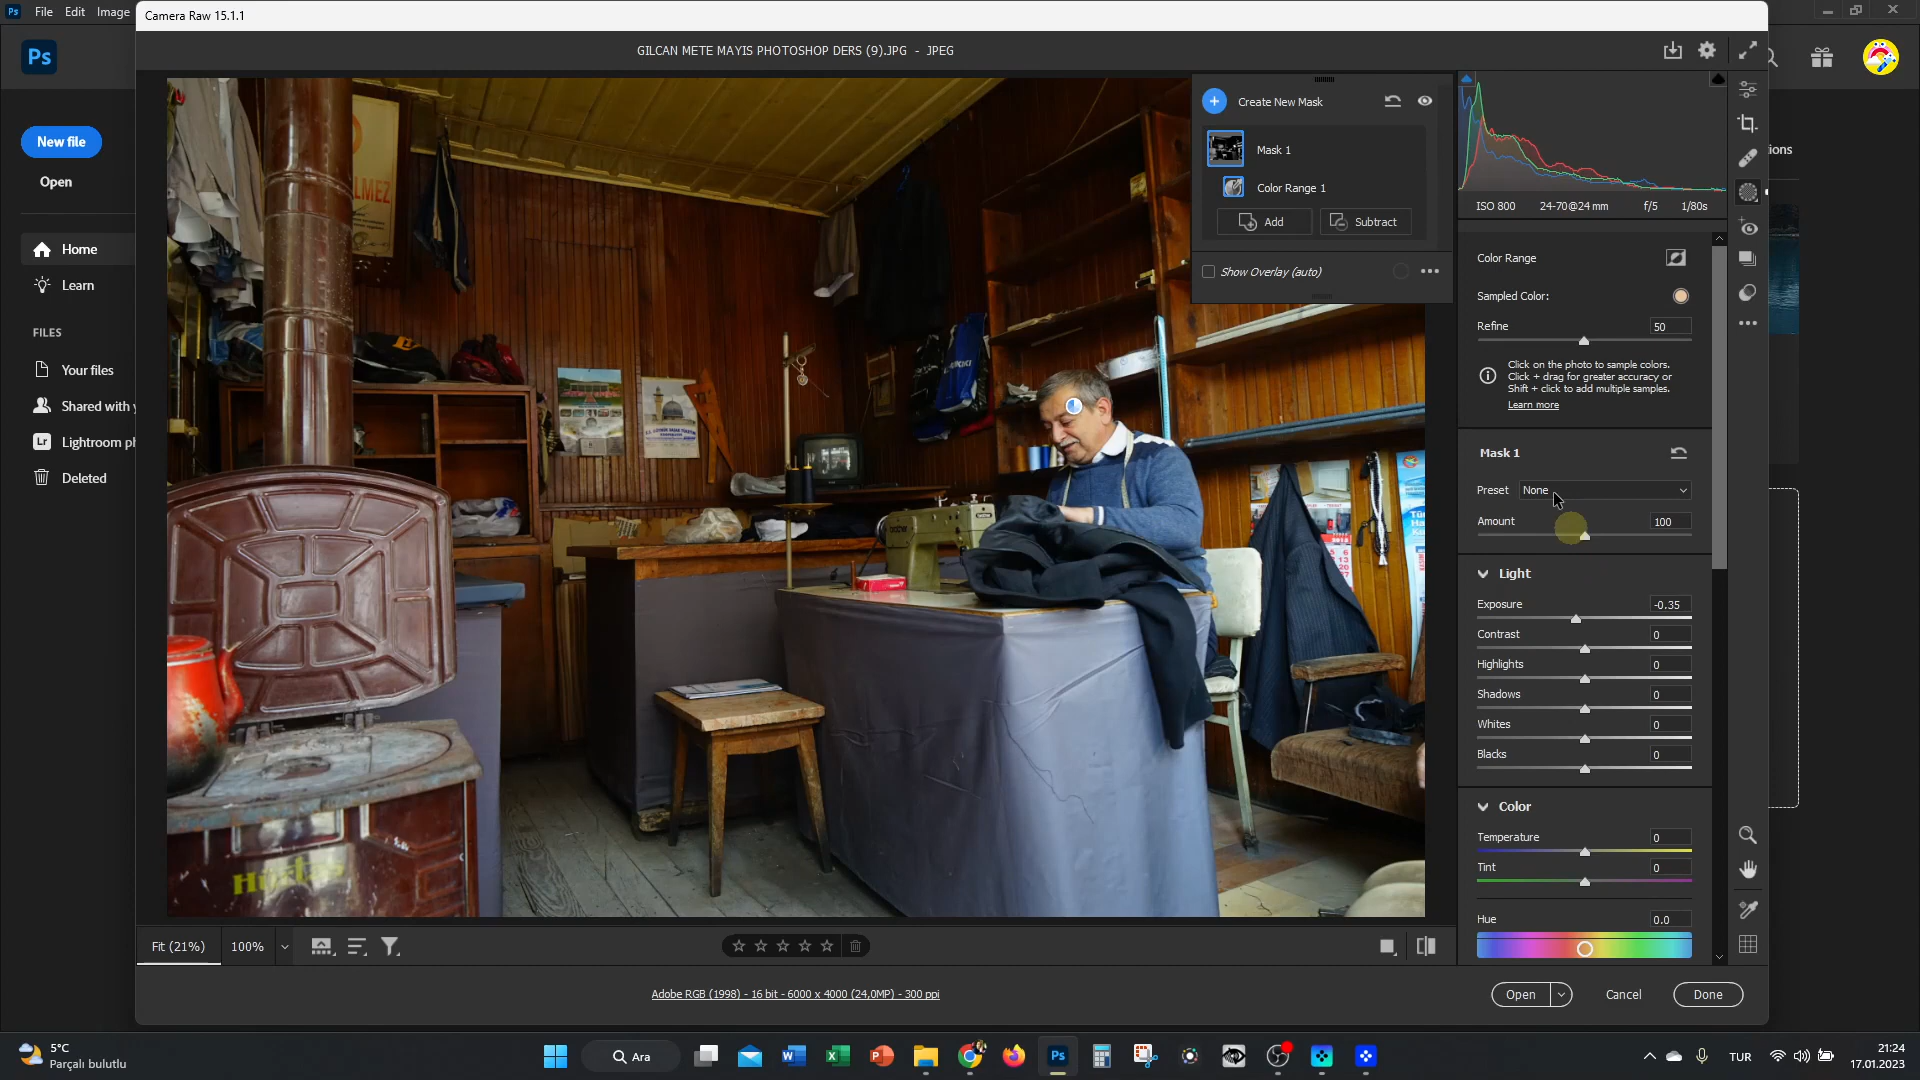 File Edit Image
Camera Raw 15.1.1
GILCAN METE MAYIS PHOTOSHOP DERS (9).JPG - JPEG
Ps
New file
Open
Home
Learn
FILES
Your files
Shared with y
Lr Lightroom ph
Deleted
Create New Mask
Mask 1
Color Range 1
Add
Subtract
Show Overlay (auto)
ISO 800 24-70@24 mm f/5 1/80s
ions
Color Range
Sampled Color:
Refine 50
Click on the photo to sample colors.
Click + drag for greater accuracy or
Shift + click to add multiple samples.
Learn more
Mask 1
Preset None
Amount 100
Light
Exposure -0.35
Contrast 0
Highlights 0
Shadows 0
Whites 0
Blacks 0
Color
Temperature 0
Tint 0
Hue 0.0
brother
Fit (21%) 100%
Adobe RGB (1998) - 16 bit - 6000 x 4000 (24,0MP) - 300 ppi
Open
Cancel
Done
5°C
Parçalı bulutlu
Ara
TUR
21:24
17.01.2023